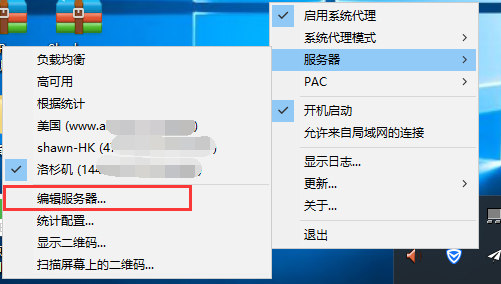 启用系统代理
系统代理模式
服务器
PAC
开机启动
允许来自局域网的连接
显示日志...
更新...
关于...
退出
负载均衡
高可用
根据统计
美国 (www.a
shawn-HK (47
洛杉矶 (144
编辑服务器...
统计配置...
显示二维码...
扫描屏幕上的二维码...